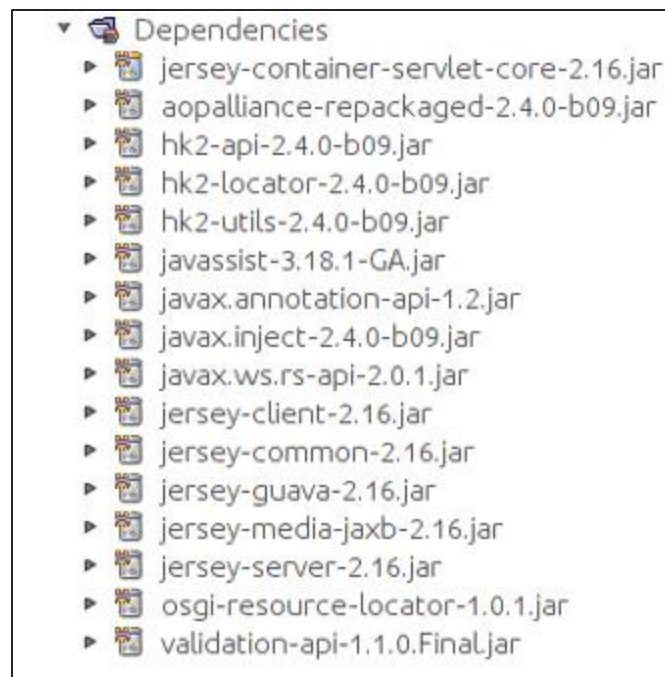 Dependencies
jersey-container-servlet-core-2.16.jar
aopalliance-repackaged-2.4.0-b09.jar
hk2-api-2.4.0-b09.jar
hk2-locator-2.4.0-b09.jar
hk2-utils-2.4.0-b09.jar
javassist-3.18.1-GA.jar
javax.annotation-api-1.2.jar
javax.inject-2.4.0-b09.jar
javax.ws.rs-api-2.0.1.jar
jersey-client-2.16.jar
jersey-common-2.16.jar
jersey-guava-2.16.jar
jersey-media-jaxb-2.16.jar
jersey-server-2.16.jar
osgi-resource-locator-1.0.1.jar
validation-api-1.1.0.Final.jar